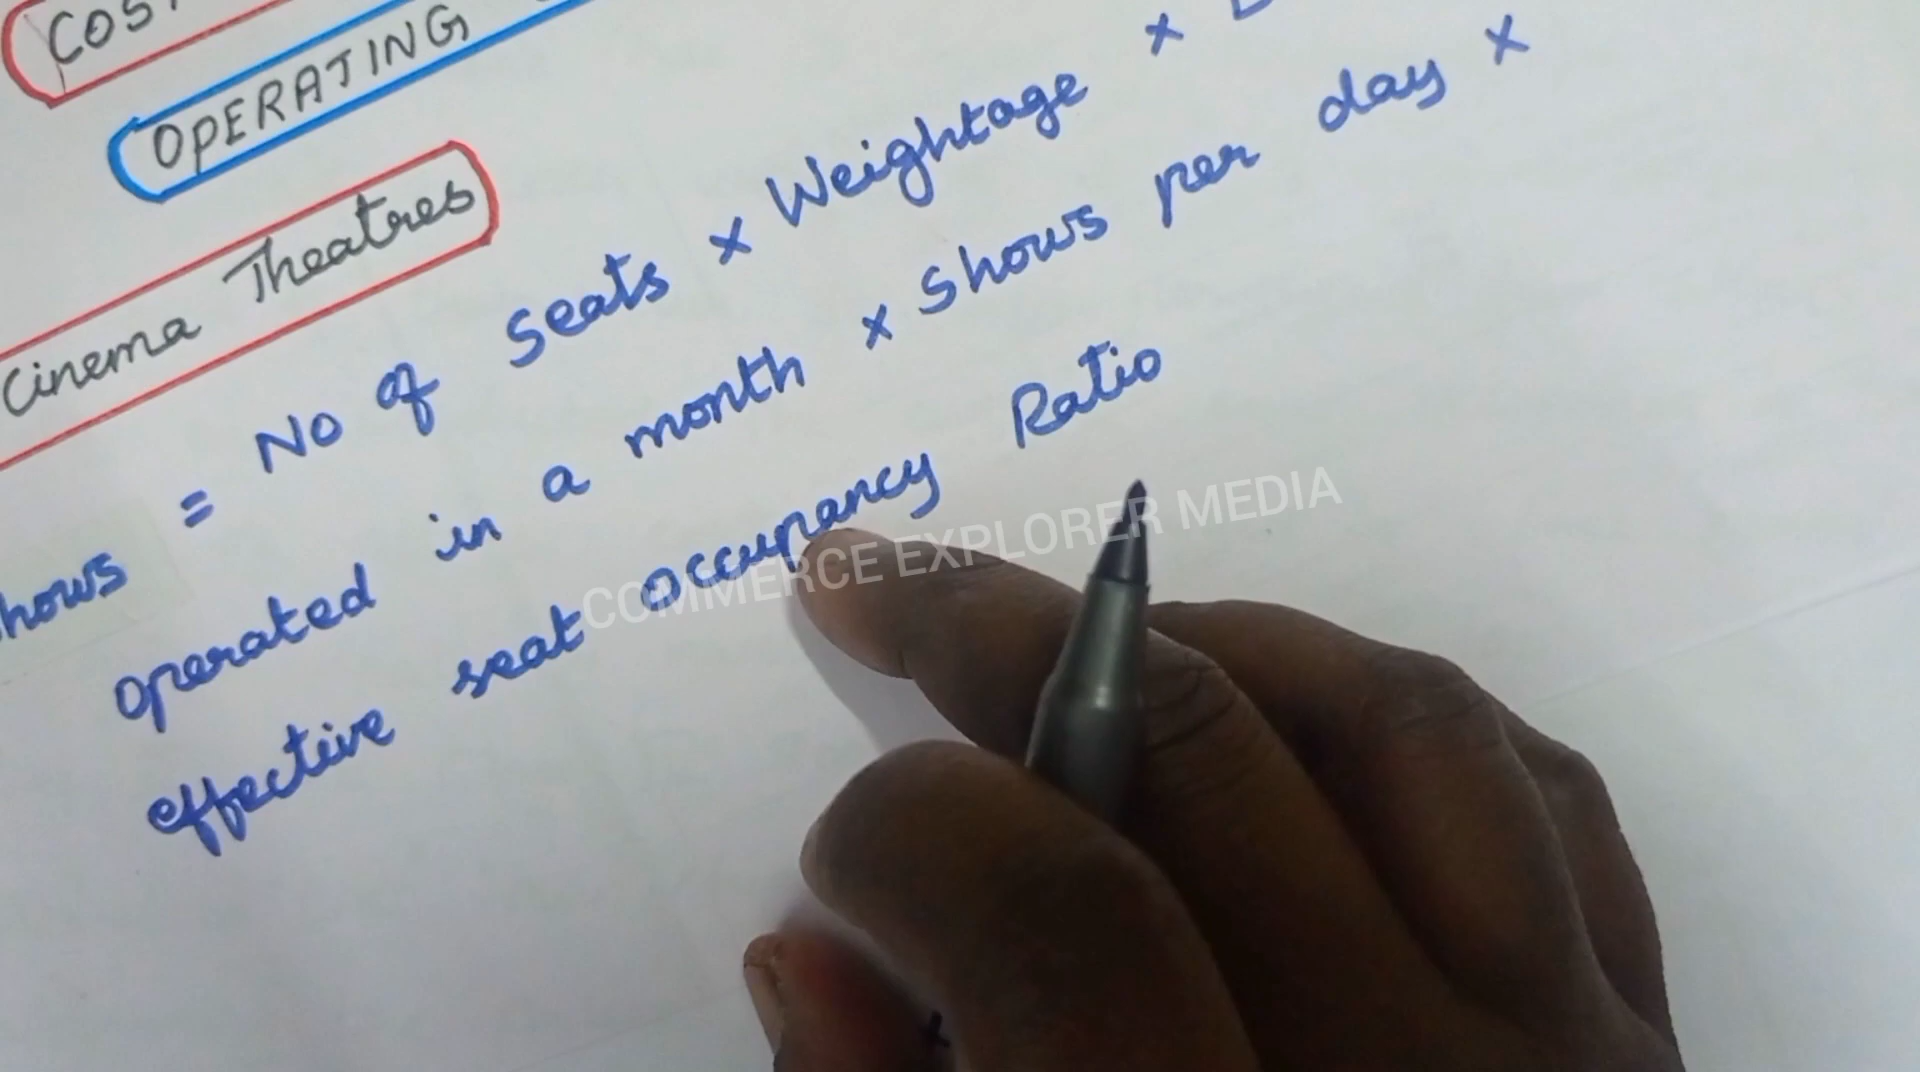 COS
OPERATING
Cinema Theatres
hows = No of Seats × Weightage ×
operated in a month × Shows per day ×
effective seat occupancy Ratio
COMMERCE EXPLORER MEDIA